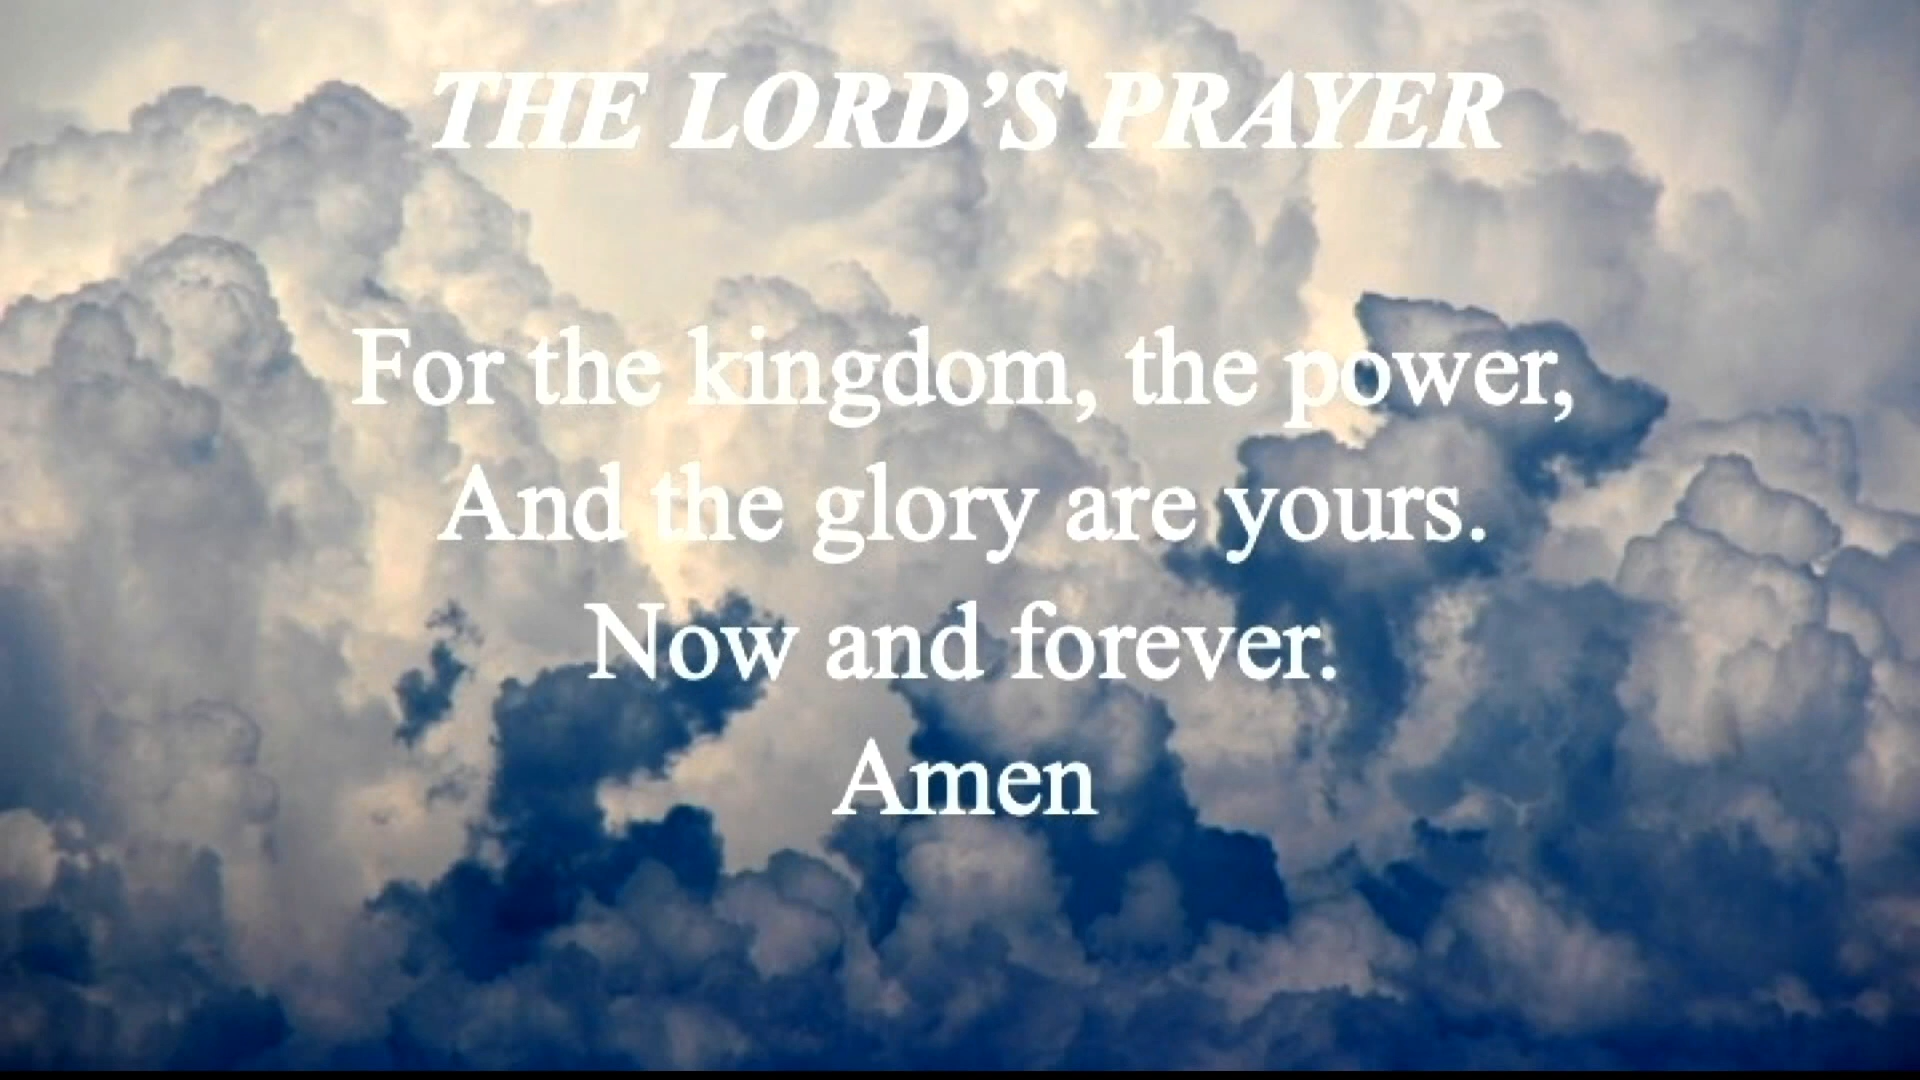 THE LORD’S PRAYER
For the kingdom, the power,
And the glory are yours.
Now and forever.
Amen